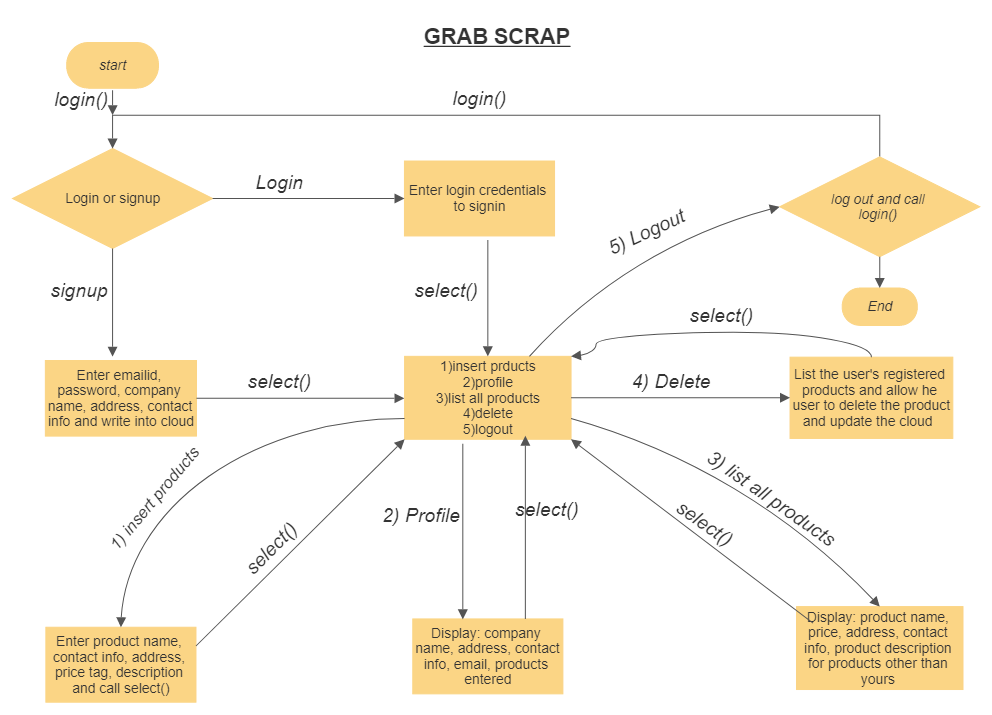 GRAB SCRAP
start
login()
login()
Login or signup
Login
Enter login credentials
to signin
log out and call
login()
5) Logout
signup
select()
End
select()
Enter emailid,
password, company
name, address, contact
info and write into cloud
select()
1)insert prducts
2)profile
3)list all products
4)delete
5)logout
4) Delete
List the user's registered
products and allow he
user to delete the product
and update the cloud
1) insert products
select()
2) Profile
select()
select()
3) list all products
Enter product name,
contact info, address,
price tag, description
and call select()
Display: company
name, address, contact
info, email, products
entered
Display: product name,
price, address, contact
info, product description
for products other than
yours